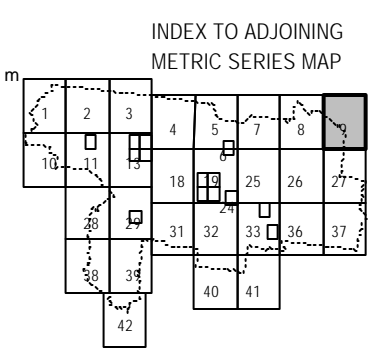 INDEX TO ADJOINING
METRIC SERIES MAP
m
1 2 3
4 5 7 8 9
6
10 11 13
18 19 25 26 27
24
28 29
31 32 33 36 37
38 39
40 41
42